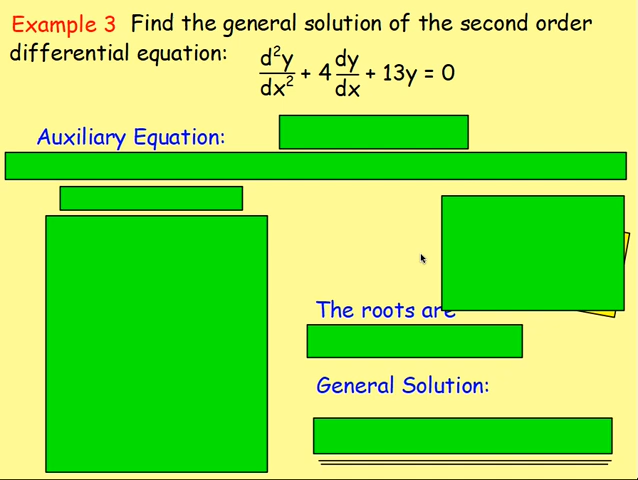 Example 3 Find the general solution of the second order
differential equation:
d²y/dx² + 4 dy/dx + 13y = 0
Auxiliary Equation:
The roots are
General Solution: